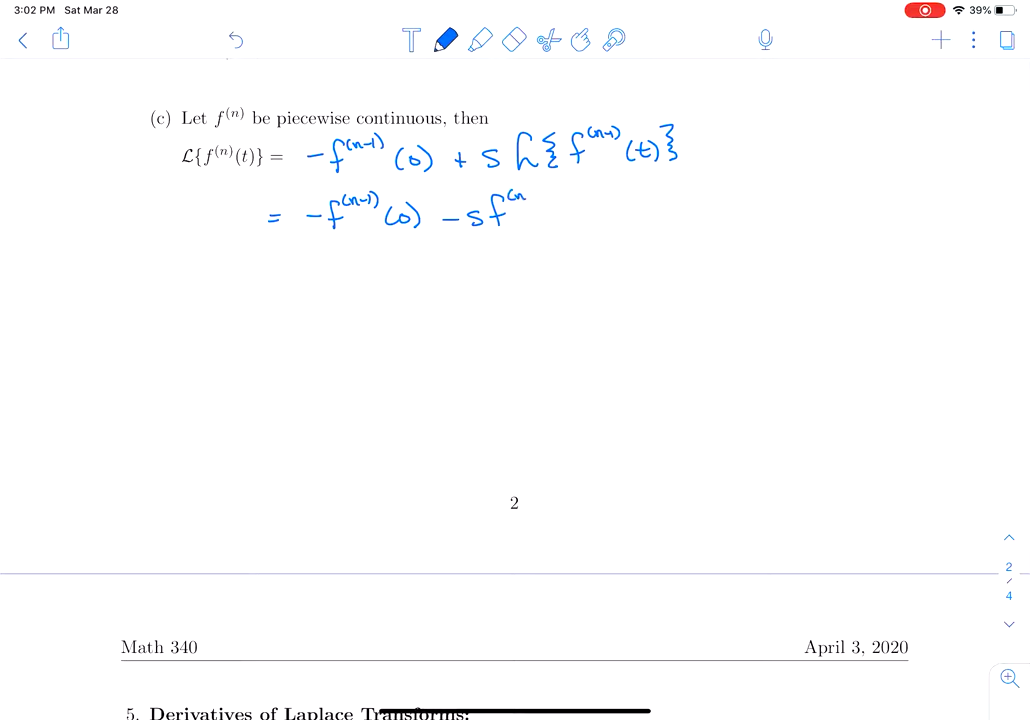 3:02 PM Sat Mar 28 39%
(c) Let f^(n) be piecewise continuous, then
ℒ{f^(n)(t)} = -f^(n-1)(0) + s ℒ{f^(n-1)(t)}
= -f^(n-1)(0) - s f^(n
2
2
/
4
Math 340 April 3, 2020
5. Derivatives of Laplace Transforms: